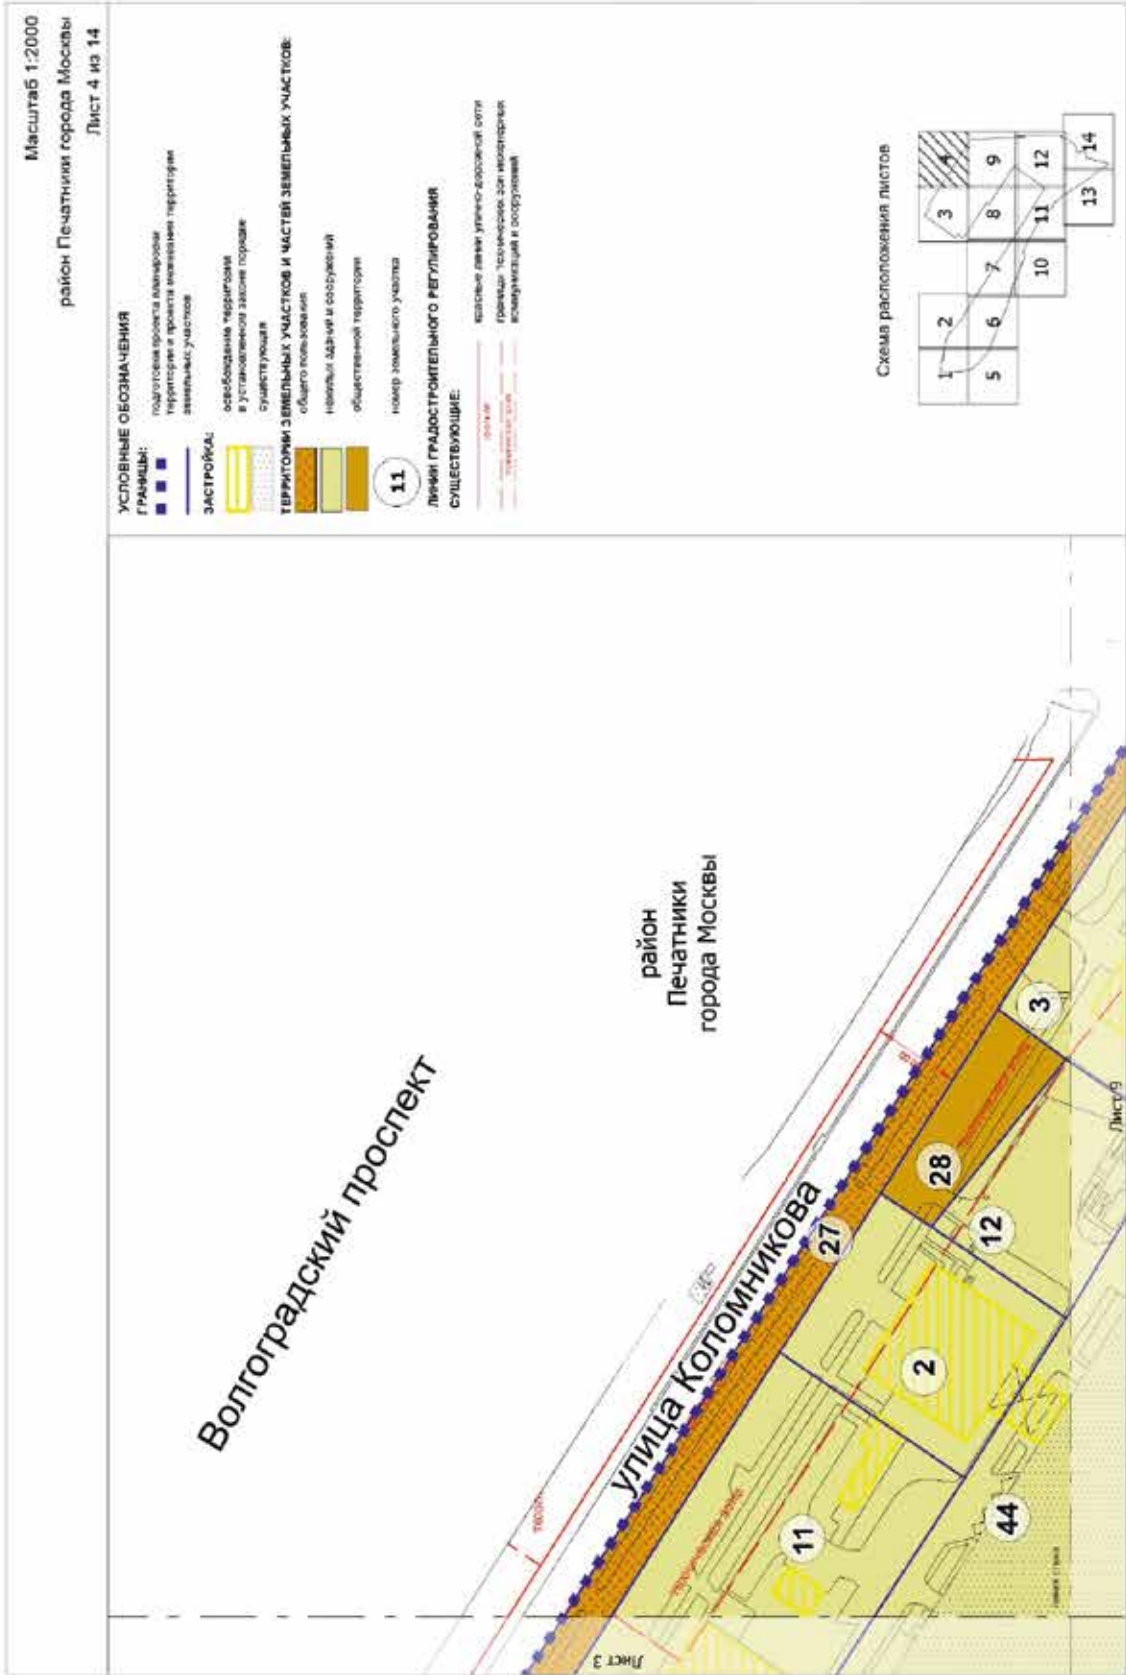 Масштаб 1:2000
район Печатники города Москвы
Лист 4 из 14
УСЛОВНЫЕ ОБОЗНАЧЕНИЯ
ГРАНИЦЫ:
подготовки проекта планировки
территории и проекта межевания территории
земельных участков
ЗАСТРОЙКА:
освобождение территории
в установленном законе порядке
существующая
ТЕРРИТОРИИ ЗЕМЕЛЬНЫХ УЧАСТКОВ И ЧАСТЕЙ ЗЕМЕЛЬНЫХ УЧАСТКОВ:
общего пользования
нежилых зданий и сооружений
общественной территории
11
номер земельного участка
ЛИНИИ ГРАДОСТРОИТЕЛЬНОГО РЕГУЛИРОВАНИЯ
СУЩЕСТВУЮЩИЕ:
красные линии улично-дорожной сети
границы технических зон инженерных
коммуникаций и сооружений
Схема расположения листов
1
2
3
4
5
6
7
8
9
10
11
12
13
14
Волгоградский проспект
район
Печатники
города Москвы
улица Коломникова
27
28
3
12
2
11
44
техническая зона
Лист 3
Лист 9